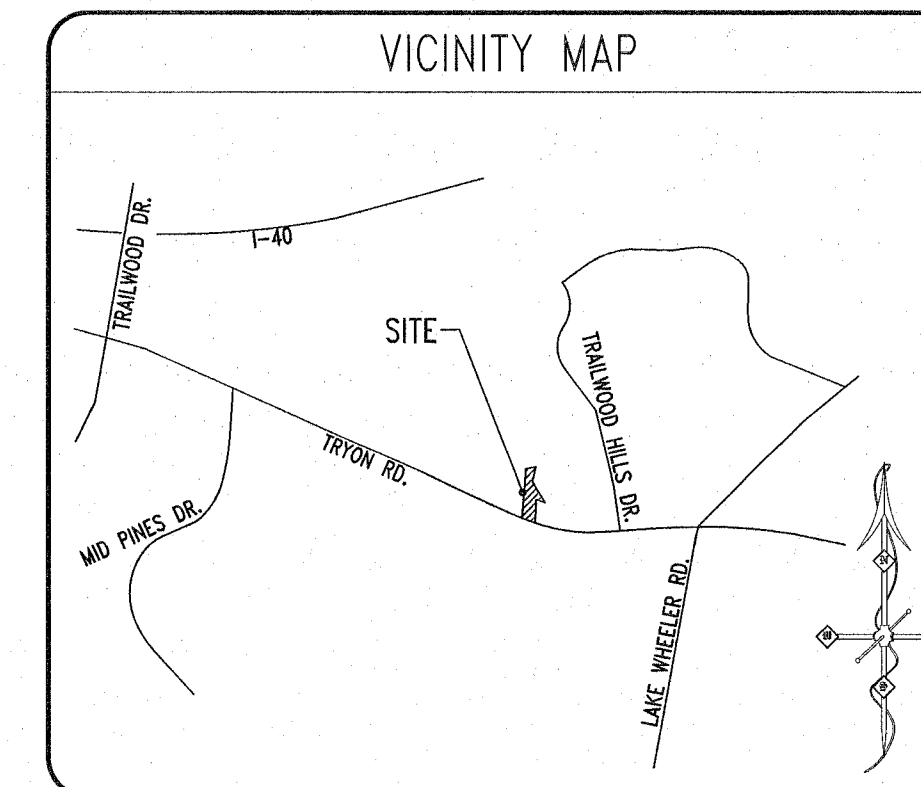 VICINITY MAP
TRAILWOOD DR.
I-40
SITE
TRAILWOOD HILLS DR.
TRYON RD.
MID PINES DR.
LAKE WHEELER RD.
N